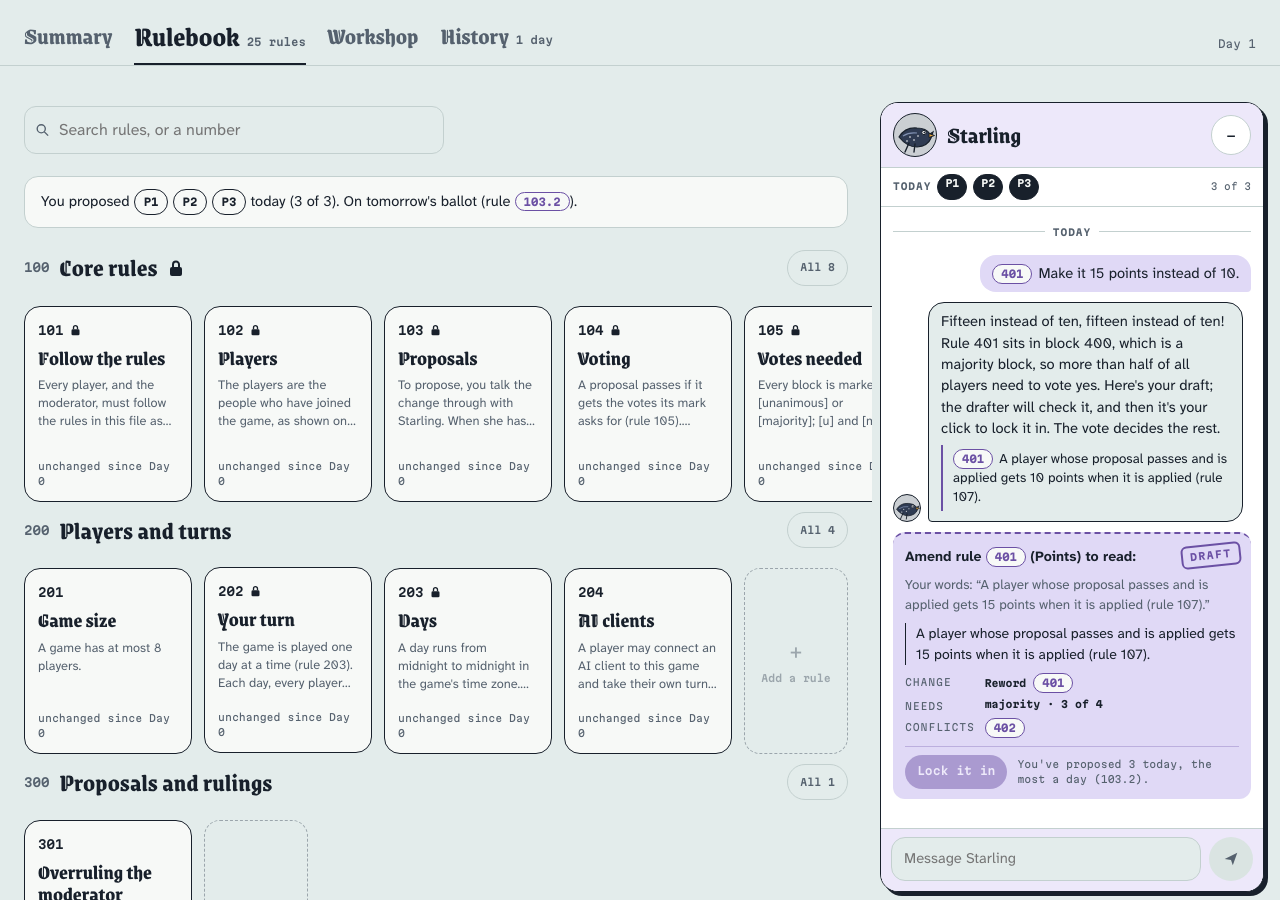 Summary Rulebook 25 rules Workshop History 1 day
Day 1
Search rules, or a number
You proposed P1 P2 P3 today (3 of 3). On tomorrow's ballot (rule 103.2).
100 Core rules
All 8
101
Follow the rules
Every player, and the
moderator, must follow
the rules in this file as...
unchanged since Day
0
102
Players
The players are the
people who have joined
the game, as shown on...
unchanged since Day
0
103
Proposals
To propose, you talk the
change through with
Starling. When she has...
unchanged since Day
0
104
Voting
A proposal passes if it
gets the votes its mark
asks for (rule 105)....
unchanged since Day
0
105
Votes needed
Every block is marke
[unanimous] or
[majority]; [u] and [n
unchanged since D
0
200 Players and turns
All 4
201
Game size
A game has at most 8
players.
unchanged since Day
0
202
Your turn
The game is played one
day at a time (rule 203).
Each day, every player...
unchanged since Day
0
203
Days
A day runs from
midnight to midnight in
the game's time zone....
unchanged since Day
0
204
AI clients
A player may connect an
AI client to this game
and take their own turn...
unchanged since Day
0
+
Add a rule
300 Proposals and rulings
All 1
301
Overruling the
moderator
Starling
–
TODAY P1 P2 P3
3 of 3
TODAY
401 Make it 15 points instead of 10.
Fifteen instead of ten, fifteen instead of ten!
Rule 401 sits in block 400, which is a
majority block, so more than half of all
players need to vote yes. Here's your draft;
the drafter will check it, and then it's your
click to lock it in. The vote decides the rest.
401 A player whose proposal passes and is
applied gets 10 points when it is applied (rule
107).
Amend rule 401 (Points) to read:
DRAFT
Your words: “A player whose proposal passes and is
applied gets 15 points when it is applied (rule 107).”
A player whose proposal passes and is applied gets
15 points when it is applied (rule 107).
CHANGE Reword 401
NEEDS majority · 3 of 4
CONFLICTS 402
Lock it in
You've proposed 3 today, the
most a day (103.2).
Message Starling